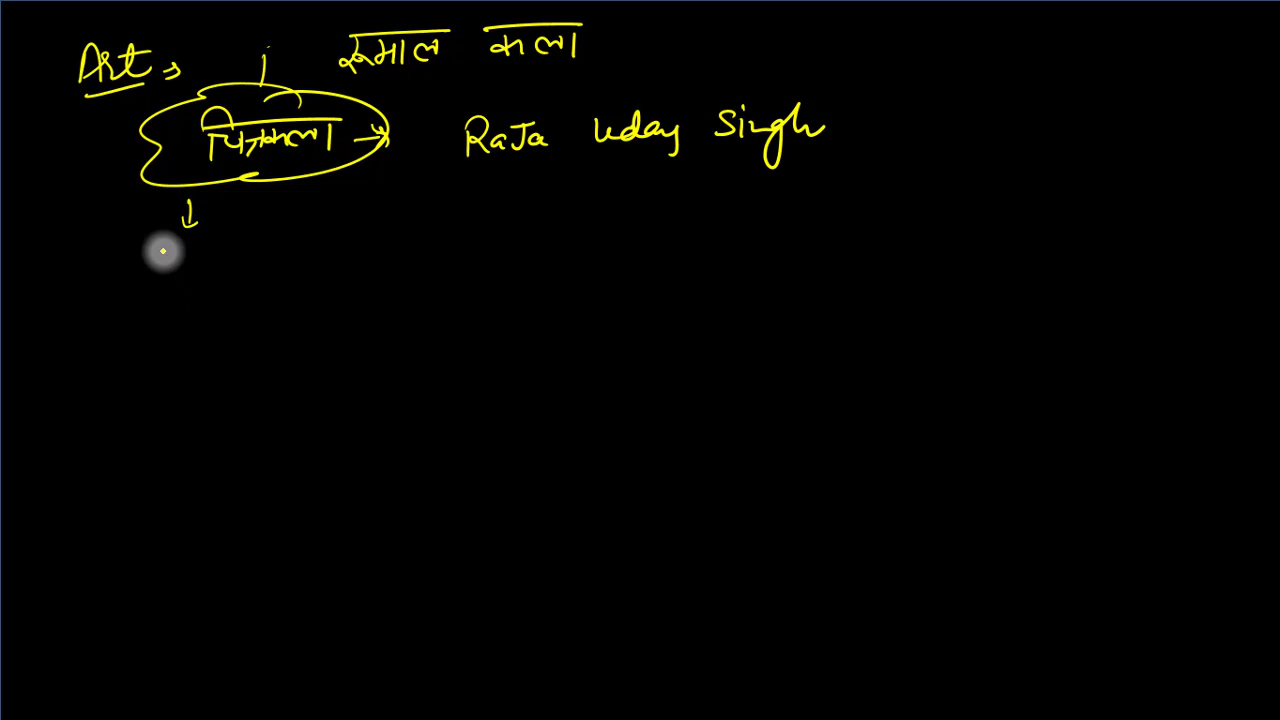 Art → रूमाल कला
चित्रकला → RaJa Uday Singh